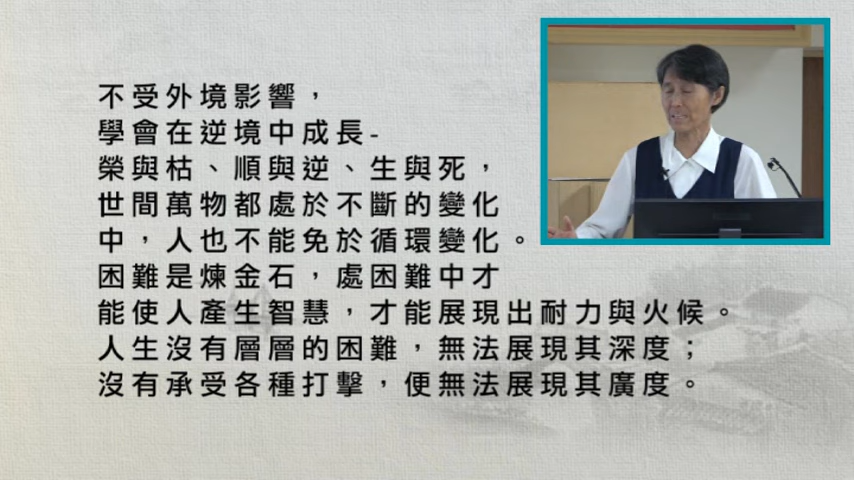 不受外境影響，
學會在逆境中成長-
榮與枯、順與逆、生與死，
世間萬物都處於不斷的變化
中，人也不能免於循環變化。
困難是煉金石，處困難中才
能使人產生智慧，才能展現出耐力與火候。
人生沒有層層的困難，無法展現其深度；
沒有承受各種打擊，便無法展現其廣度。